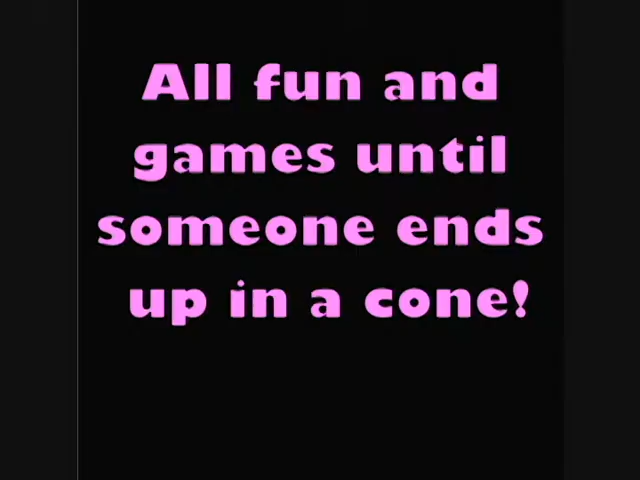 All fun and
games until
someone ends
up in a cone!